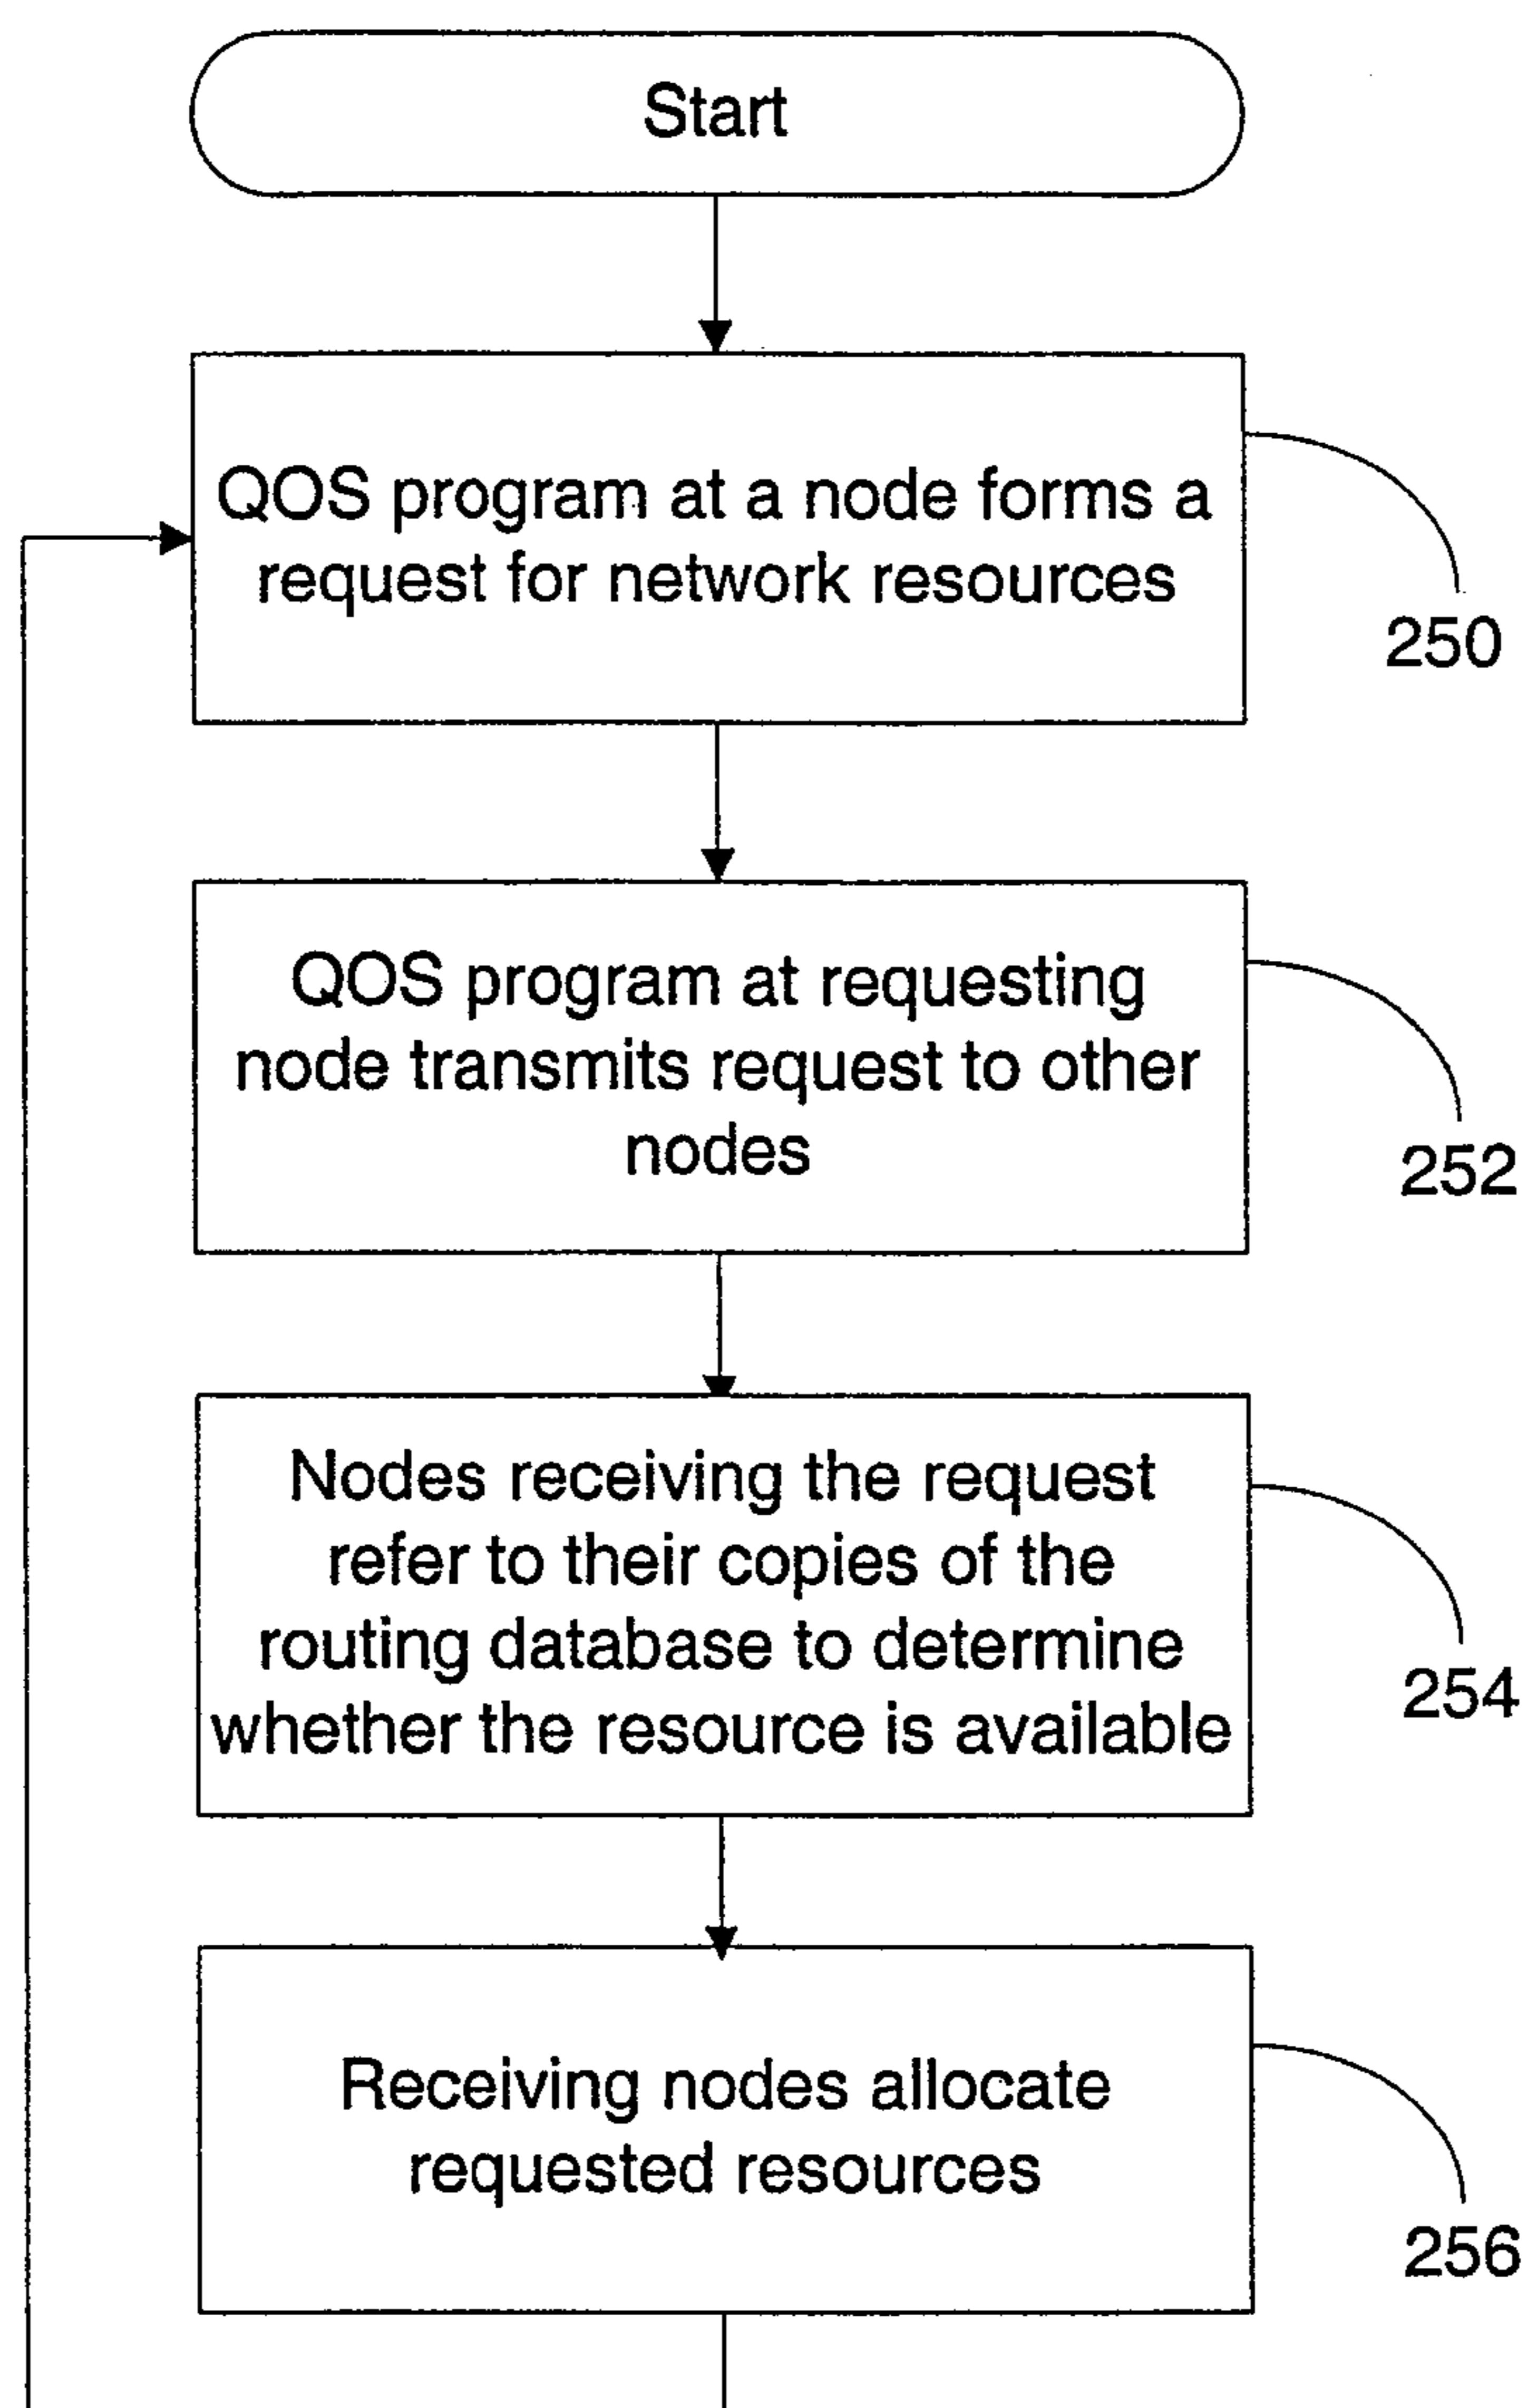 Start
QOS program at a node forms a
request for network resources
250
QOS program at requesting
node transmits request to other
nodes
252
Nodes receiving the request
refer to their copies of the
routing database to determine
whether the resource is available
254
Receiving nodes allocate
requested resources
256